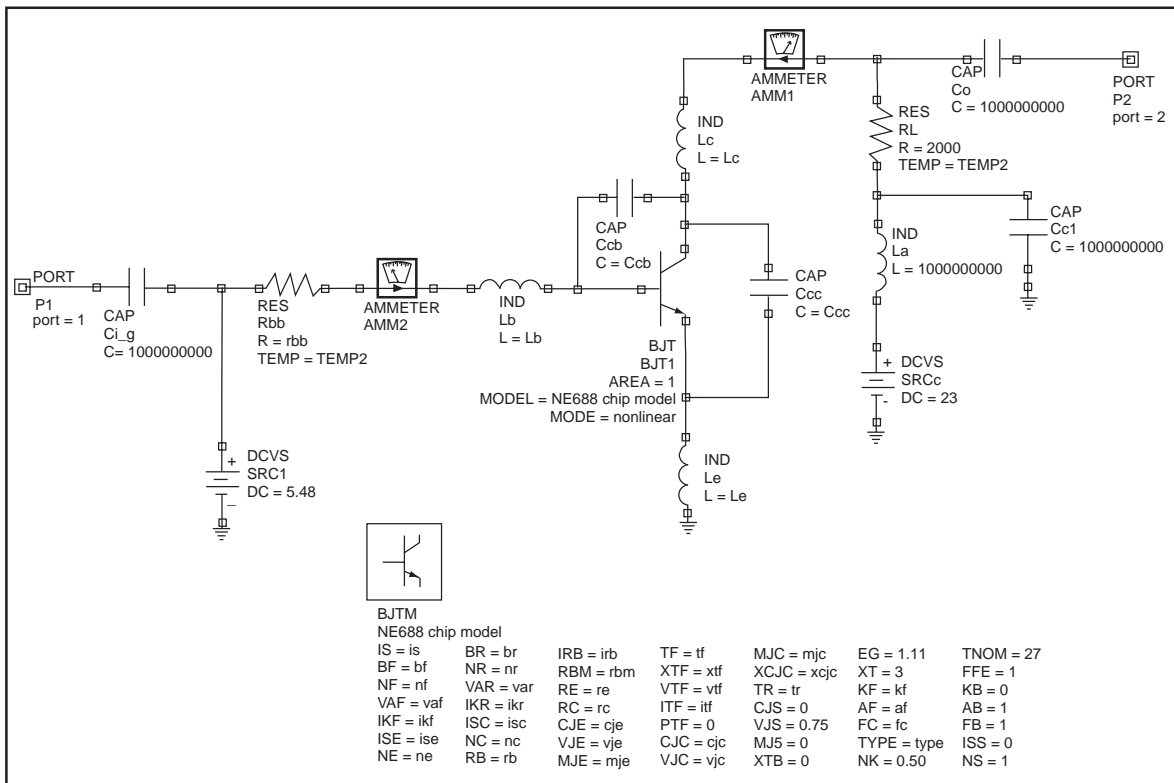 AMMETER
AMM1
CAP
Co
C = 1000000000
PORT
P2
port = 2
IND
Lc
L = Lc
RES
RL
R = 2000
TEMP = TEMP2
CAP
Ccb
C = Ccb
CAP
Cc1
C = 1000000000
IND
La
L = 1000000000
PORT
P1
port = 1
CAP
Ci_g
C= 1000000000
RES
Rbb
R = rbb
TEMP = TEMP2
AMMETER
AMM2
IND
Lb
L = Lb
CAP
Ccc
C = Ccc
BJT
BJT1
AREA = 1
MODEL = NE688 chip model
MODE = nonlinear
+
-
DCVS
SRCc
DC = 23
+
–
DCVS
SRC1
DC = 5.48
IND
Le
L = Le
BJTM
NE688 chip model
IS = is
BF = bf
NF = nf
VAF = vaf
IKF = ikf
ISE = ise
NE = ne
BR = br
NR = nr
VAR = var
IKR = ikr
ISC = isc
NC = nc
RB = rb
IRB = irb
RBM = rbm
RE = re
RC = rc
CJE = cje
VJE = vje
MJE = mje
TF = tf
XTF = xtf
VTF = vtf
ITF = itf
PTF = 0
CJC = cjc
VJC = vjc
MJC = mjc
XCJC = xcjc
TR = tr
CJS = 0
VJS = 0.75
MJ5 = 0
XTB = 0
EG = 1.11
XT = 3
KF = kf
AF = af
FC = fc
TYPE = type
NK = 0.50
TNOM = 27
FFE = 1
KB = 0
AB = 1
FB = 1
ISS = 0
NS = 1